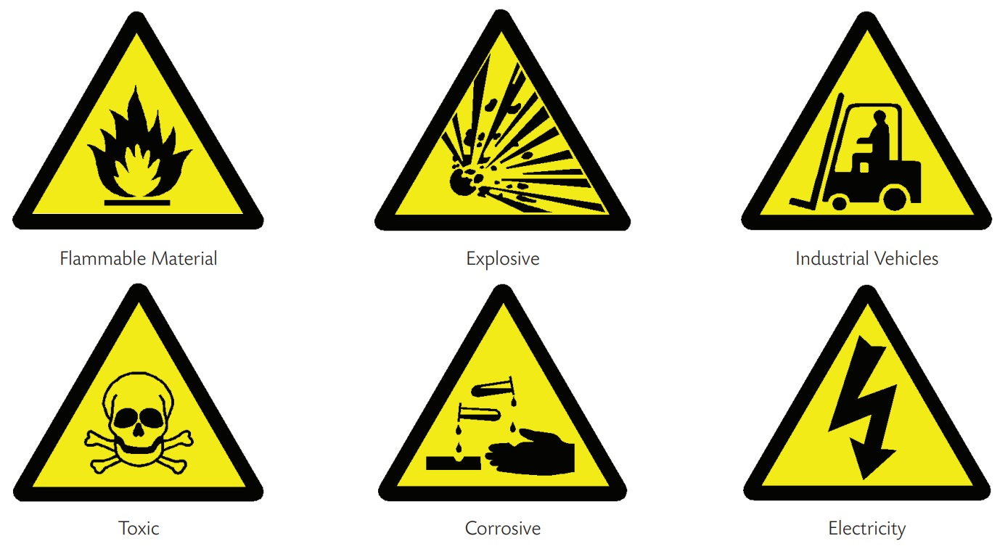 Flammable Material
Explosive
Industrial Vehicles
Toxic
Corrosive
Electricity